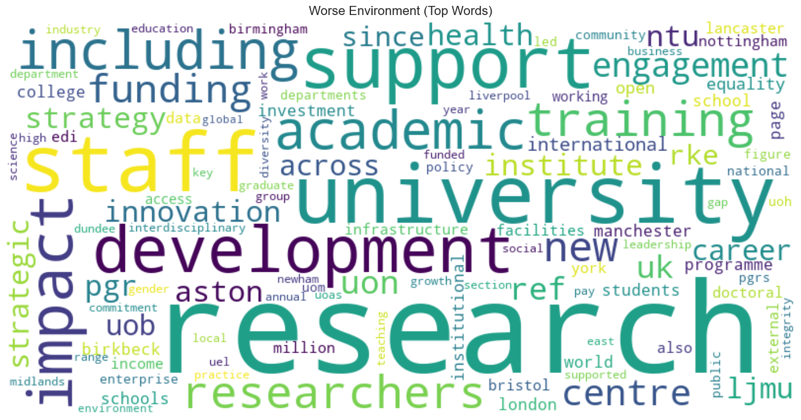 Worse Environment (Top Words)
industry education birmingham since health led community ntu lancaster
including support nottingham
department departments work liverpool working business engagement equality
college funding diversity investment open school page
strategy data global academic year training
science high edi across funded policy international figure
staff key graduate group institute rke national
access university gap uoh
impact innovation infrastructure facilities manchester leadership
dundee interdisciplinary development social new career
strategic pgr gender newham uom uoas growth section york uk programme pgrs
commitment aston annual uon institutional ref pay students doctoral
uob local research teaching external integrity
birkbeck million world also
range income uel east public
midlands enterprise practice researchers bristol supported centre ljmu
schools london
environment